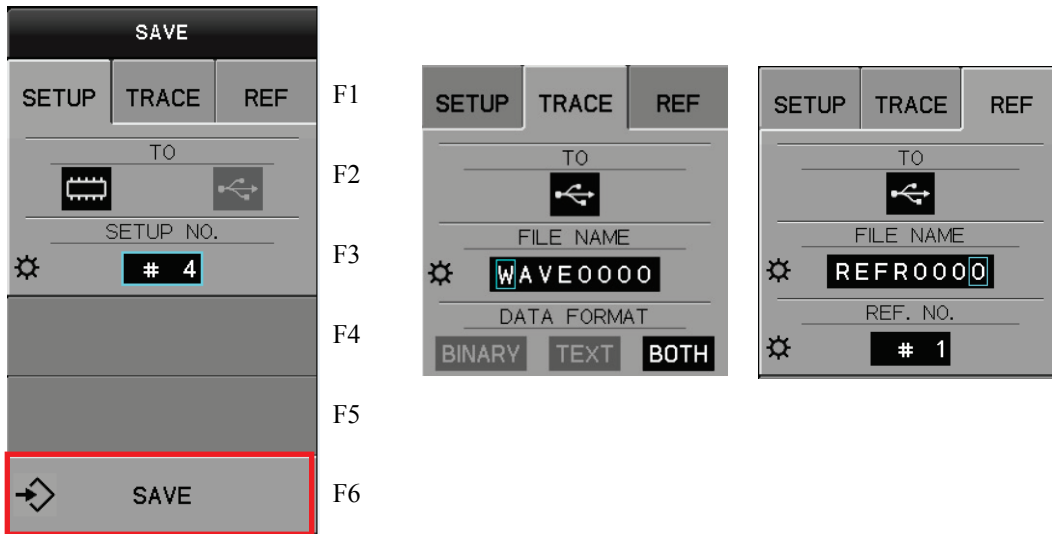 SAVE
SETUP TRACE REF
F1
TO
F2
SETUP NO.
# 4
F3
F4
F5
SAVE
F6
SETUP TRACE REF
TO
FILE NAME
WAVE0000
DATA FORMAT
BINARY TEXT BOTH
SETUP TRACE REF
TO
FILE NAME
REFR0000
REF. NO.
# 1